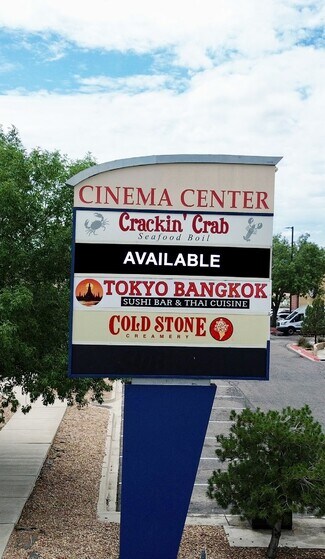 CINEMA CENTER
Crackin' Crab
Seafood Boil
AVAILABLE
TOKYO BANGKOK
SUSHI BAR & THAI CUISINE
COLD STONE
CREAMERY